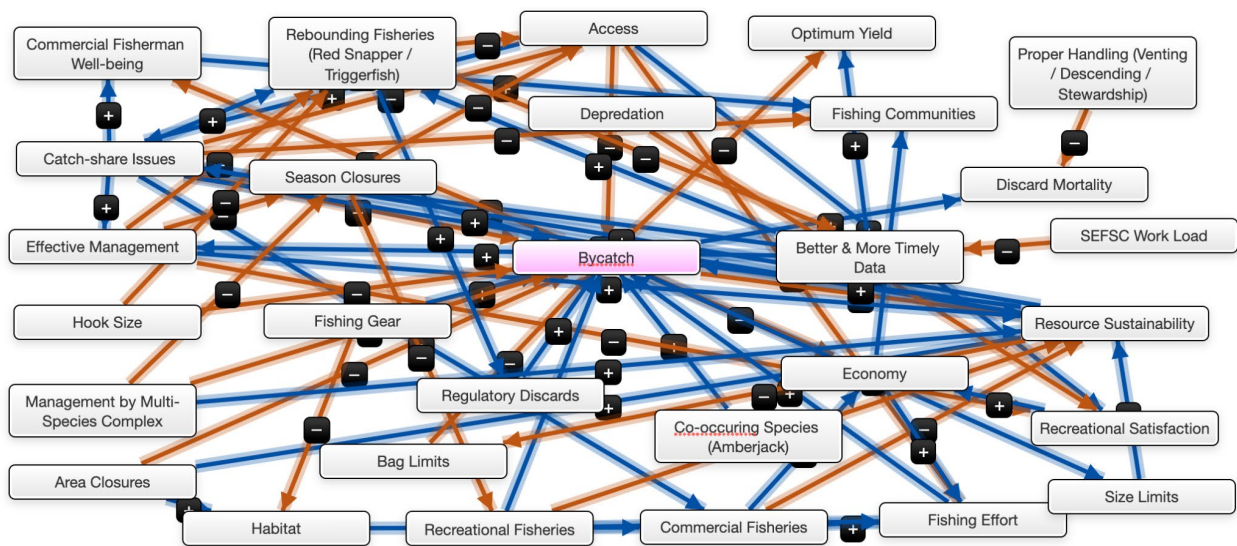 Commercial Fisherman
Well-being
Rebounding Fisheries
(Red Snapper /
Triggerfish)
Access
Optimum Yield
Proper Handling (Venting
/ Descending /
Stewardship)
Depredation
Fishing Communities
Catch-share Issues
Season Closures
Discard Mortality
Effective Management
Bycatch
Better & More Timely
Data
SEFSC Work Load
Hook Size
Fishing Gear
Resource Sustainability
Management by Multi-
Species Complex
Regulatory Discards
Economy
Co-occuring Species
(Amberjack)
Recreational Satisfaction
Bag Limits
Area Closures
Size Limits
Habitat
Recreational Fisheries
Commercial Fisheries
Fishing Effort